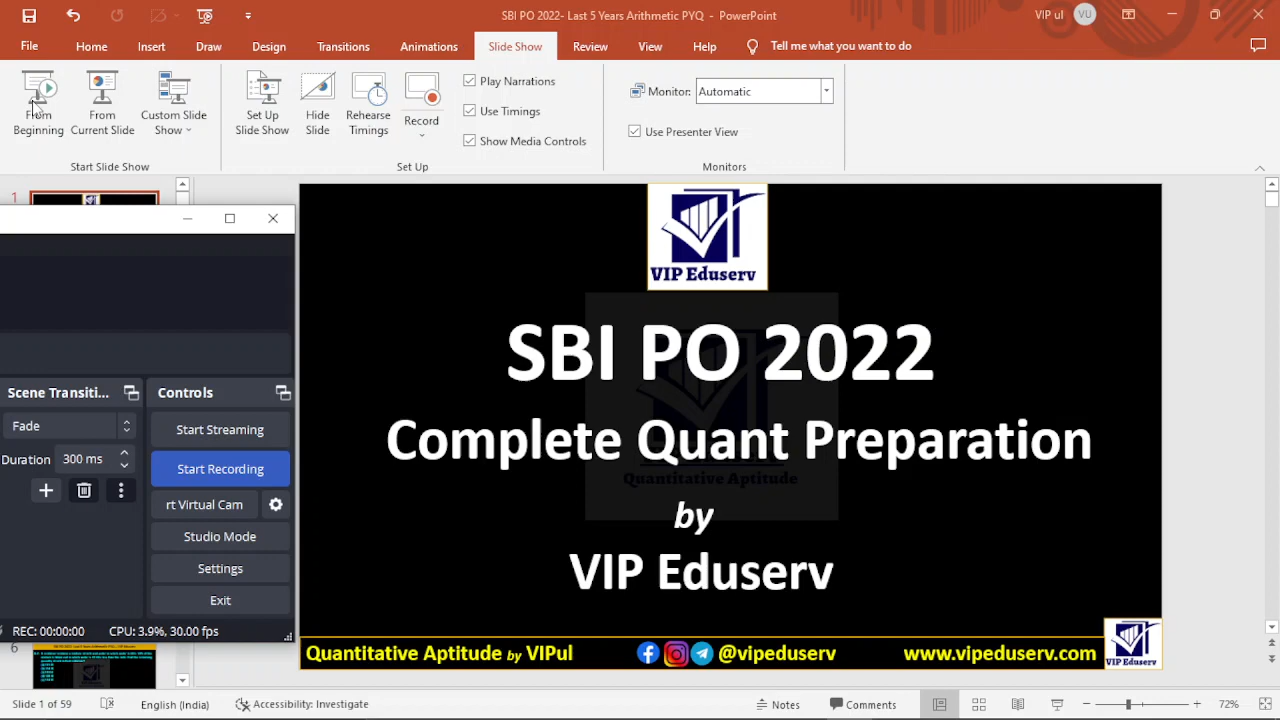 SBI PO 2022- Last 5 Years Arithmetic PYQ - PowerPoint
VIP ul
VU
File
Home
Insert
Draw
Design
Transitions
Animations
Slide Show
Review
View
Help
Tell me what you want to do
From Beginning
From Current Slide
Custom Slide Show
Set Up Slide Show
Hide Slide
Rehearse Timings
Record
Play Narrations
Use Timings
Show Media Controls
Monitor:
Automatic
Use Presenter View
Start Slide Show
Set Up
Monitors
1
VIP Eduserv
SBI PO 2022
Complete Quant Preparation
Quantitative Aptitude
by
VIP Eduserv
Quantitative Aptitude by VIPul
@vipeduserv
www.vipeduserv.com
VIP Eduserv
Scene Transiti...
Controls
Fade
Start Streaming
Duration
300 ms
Start Recording
rt Virtual Cam
Studio Mode
Settings
Exit
REC: 00:00:00
CPU: 3.9%, 30.00 fps
6
Slide 1 of 59
English (India)
Accessibility: Investigate
Notes
Comments
72%